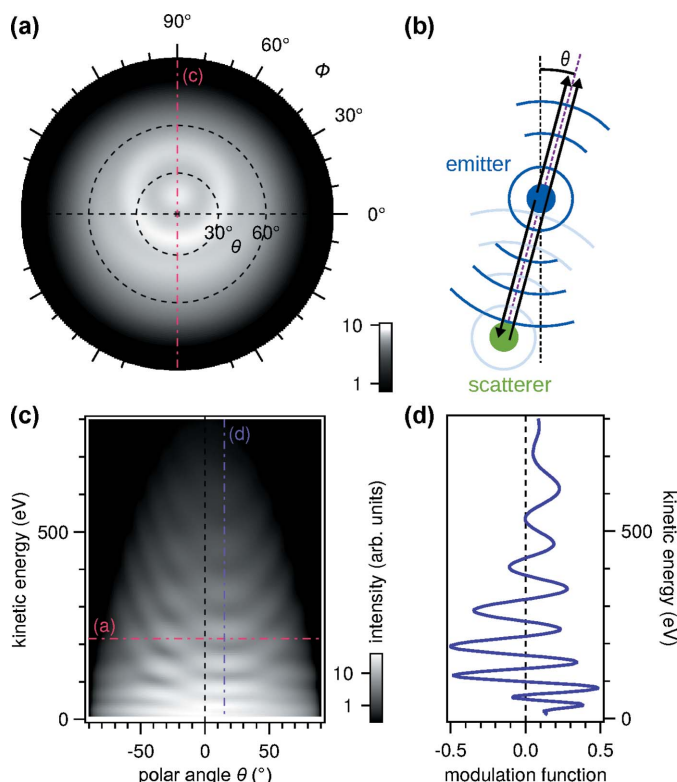 (a)
90°
60°
Φ
30°
0°
(c)
30°
60°
θ
10
1
(b)
θ
emitter
scatterer
(c)
kinetic energy (eV)
500
0
(d)
(a)
-50
0
50
polar angle θ (°)
intensity (arb. units)
10
1
(d)
500
0
kinetic energy (eV)
-0.5
0.0
0.5
modulation function